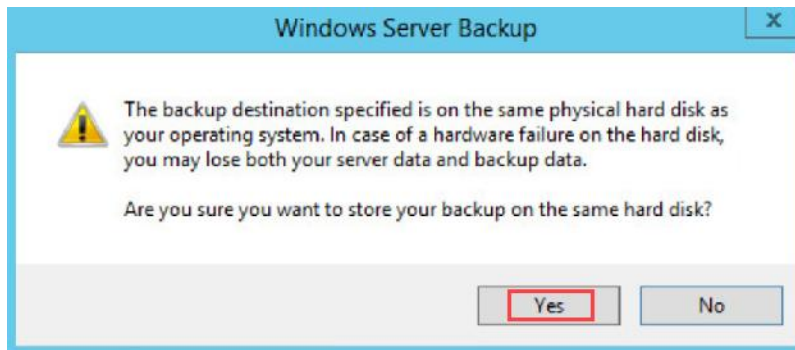 Windows Server Backup
x
The backup destination specified is on the same physical hard disk as
your operating system. In case of a hardware failure on the hard disk,
you may lose both your server data and backup data.
Are you sure you want to store your backup on the same hard disk?
Yes No